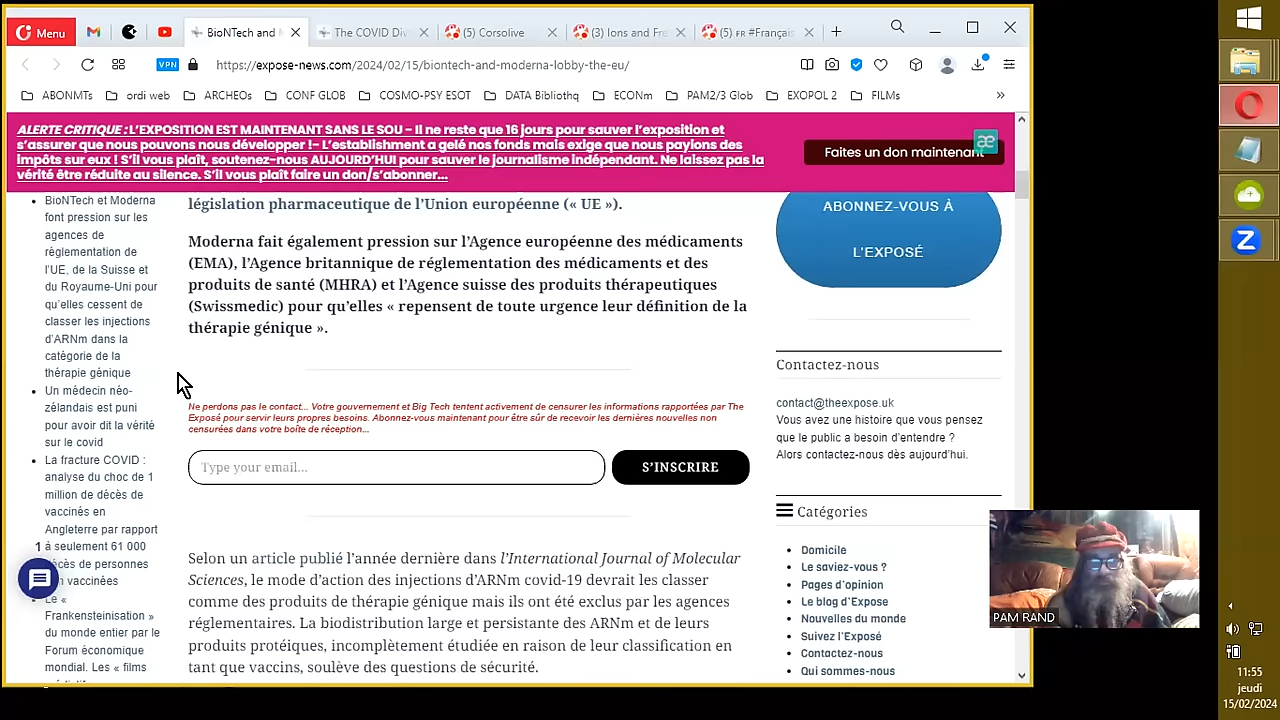 Menu
BioNTech and M
The COVID Div
(5) Corsolive
(3) Ions and Fre
(5) FR #Françai
VPN
https://expose-news.com/2024/02/15/biontech-and-moderna-lobby-the-eu/
ABONMTs
ordi web
ARCHEOs
CONF GLOB
COSMO-PSY ESOT
DATA Bibliothq
ECONm
PAM2/3 Glob
EXOPOL 2
FILMs
»
ALERTE CRITIQUE : L'EXPOSITION EST MAINTENANT SANS LE SOU – Il ne reste que 16 jours pour sauver l'exposition et
s'assurer que nous pouvons nous développer !- L'establishment a gelé nos fonds mais exige que nous payions des
impôts sur eux ! S'il vous plaît, soutenez-nous AUJOURD'HUI pour sauver le journalisme indépendant. Ne laissez pas la
vérité être réduite au silence. S'il vous plaît faire un don/s'abonner...
Faites un don maintenant
æ
BioNTech et Moderna
font pression sur les
agences de
réglementation de
l'UE, de la Suisse et
du Royaume-Uni pour
qu'elles cessent de
classer les injections
d'ARNm dans la
catégorie de la
thérapie génique
Un médecin néo-
zélandais est puni
pour avoir dit la vérité
sur le covid
La fracture COVID :
analyse du choc de 1
million de décès de
vaccinés en
Angleterre par rapport
1 à seulement 61 000
décès de personnes
vaccinées
Le «
Frankensteinisation »
du monde entier par le
Forum économique
mondial. Les « films
législation pharmaceutique de l'Union européenne (« UE »).
Moderna fait également pression sur l'Agence européenne des médicaments
(EMA), l'Agence britannique de réglementation des médicaments et des
produits de santé (MHRA) et l'Agence suisse des produits thérapeutiques
(Swissmedic) pour qu'elles « repensent de toute urgence leur définition de la
thérapie génique ».
Ne perdons pas le contact... Votre gouvernement et Big Tech tentent activement de censurer les informations rapportées par The
Exposé pour servir leurs propres besoins. Abonnez-vous maintenant pour être sûr de recevoir les dernières nouvelles non
censurées dans votre boîte de réception...
Type your email...
S'INSCRIRE
Selon un article publié l'année dernière dans l'International Journal of Molecular
Sciences, le mode d'action des injections d'ARNm covid-19 devrait les classer
comme des produits de thérapie génique mais ils ont été exclus par les agences
réglementaires. La biodistribution large et persistante des ARNm et de leurs
produits protéiques, incomplètement étudiée en raison de leur classification en
tant que vaccins, soulève des questions de sécurité.
ABONNEZ-VOUS À
L'EXPOSÉ
Contactez-nous
contact@theexpose.uk
Vous avez une histoire que vous pensez
que le public a besoin d'entendre ?
Alors contactez-nous dès aujourd'hui.
Catégories
Domicile
Le saviez-vous ?
Pages d'opinion
Le blog d'Expose
Nouvelles du monde
Suivez l'Exposé
Contactez-nous
Qui sommes-nous
PAM RAND
Z
11:55
jeudi
15/02/2024